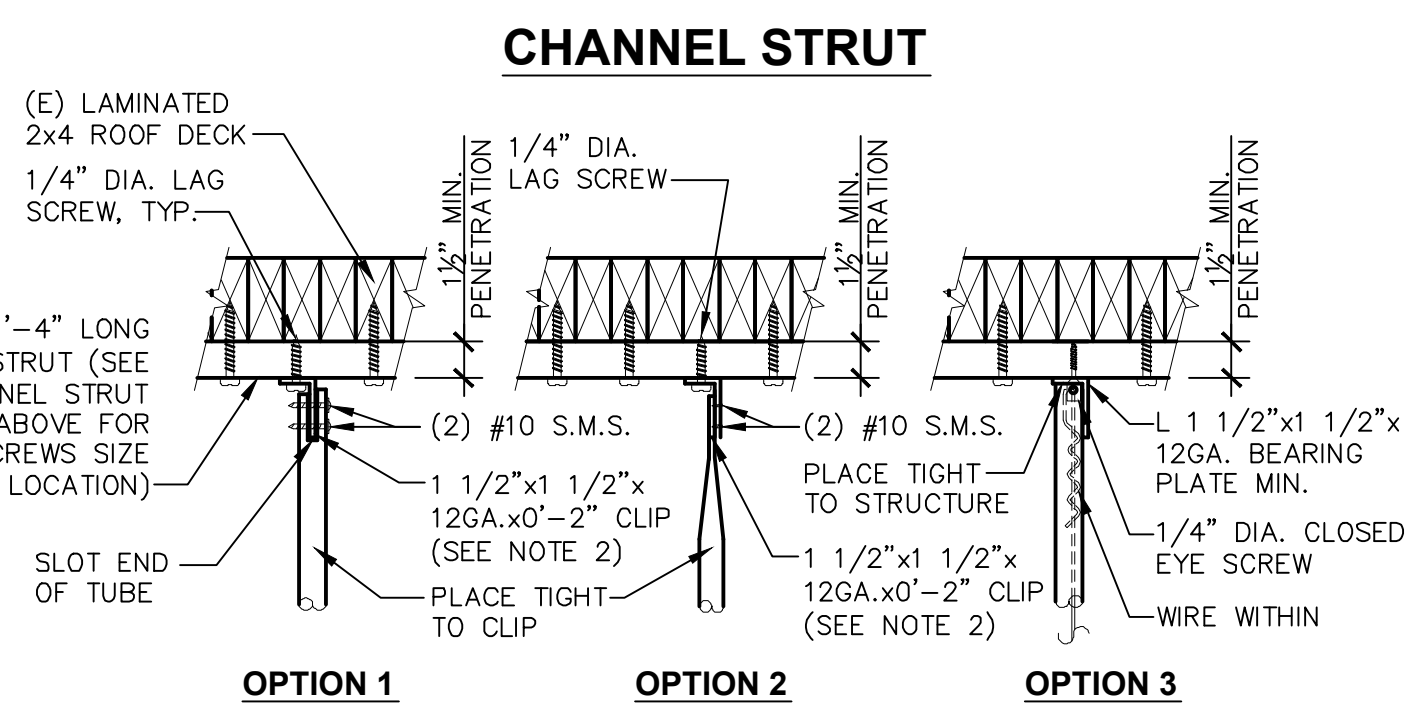 CHANNEL STRUT
(E) LAMINATED
2x4 ROOF DECK
1/4" DIA. LAG
SCREW, TYP.
'-4" LONG
STRUT (SEE
NEL STRUT
ABOVE FOR
CREWS SIZE
LOCATION)
SLOT END
OF TUBE
1½" MIN.
PENETRATION
(2) #10 S.M.S.
1 1/2"x1 1/2"x
12GA.x0'-2" CLIP
(SEE NOTE 2)
PLACE TIGHT
TO CLIP
OPTION 1
1/4" DIA.
LAG SCREW
1½" MIN.
PENETRATION
(2) #10 S.M.S.
PLACE TIGHT
TO STRUCTURE
1 1/2"x1 1/2"x
12GA.x0'-2" CLIP
(SEE NOTE 2)
OPTION 2
1½" MIN.
PENETRATION
L 1 1/2"x1 1/2"x
12GA. BEARING
PLATE MIN.
1/4" DIA. CLOSED
EYE SCREW
WIRE WITHIN
OPTION 3